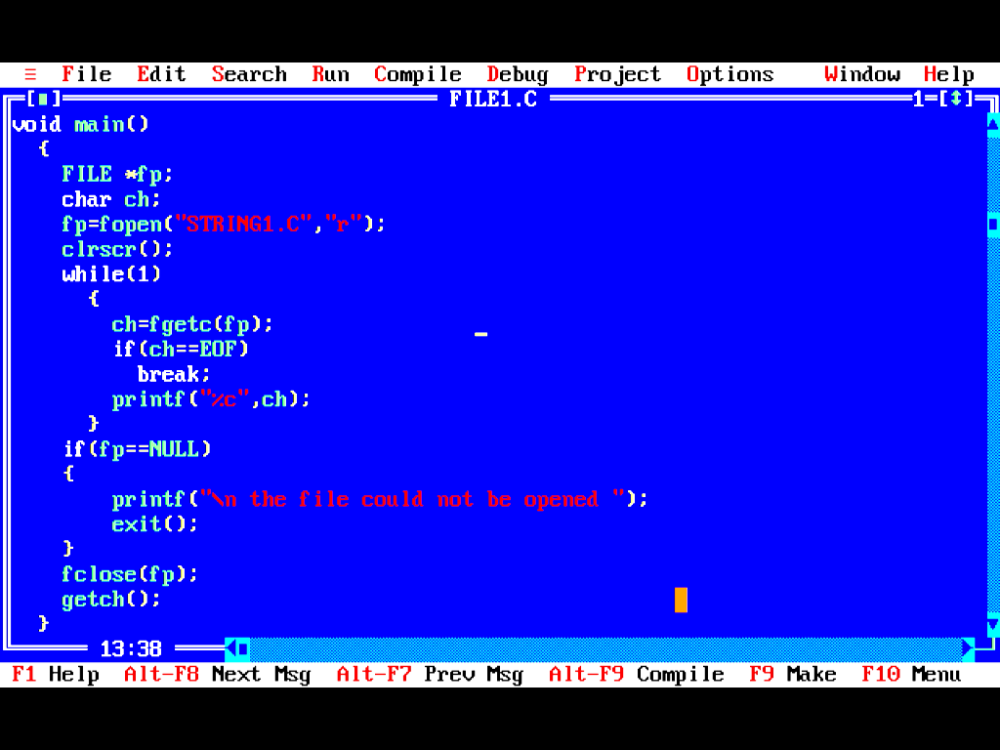 ≡ File Edit Search Run Compile Debug Project Options Window Help
[■] FILE1.C 1=[↕]
void main()
  {
    FILE *fp;
    char ch;
    fp=fopen("STRING1.C","r");
    clrscr();
    while(1)
      {
        ch=fgetc(fp);
        if(ch==EOF)
          break;
        printf("%c",ch);
      }
    if(fp==NULL)
    {
        printf("\n the file could not be opened ");
        exit();
    }
    fclose(fp);
    getch();
  }
13:38
F1 Help Alt-F8 Next Msg Alt-F7 Prev Msg Alt-F9 Compile F9 Make F10 Menu